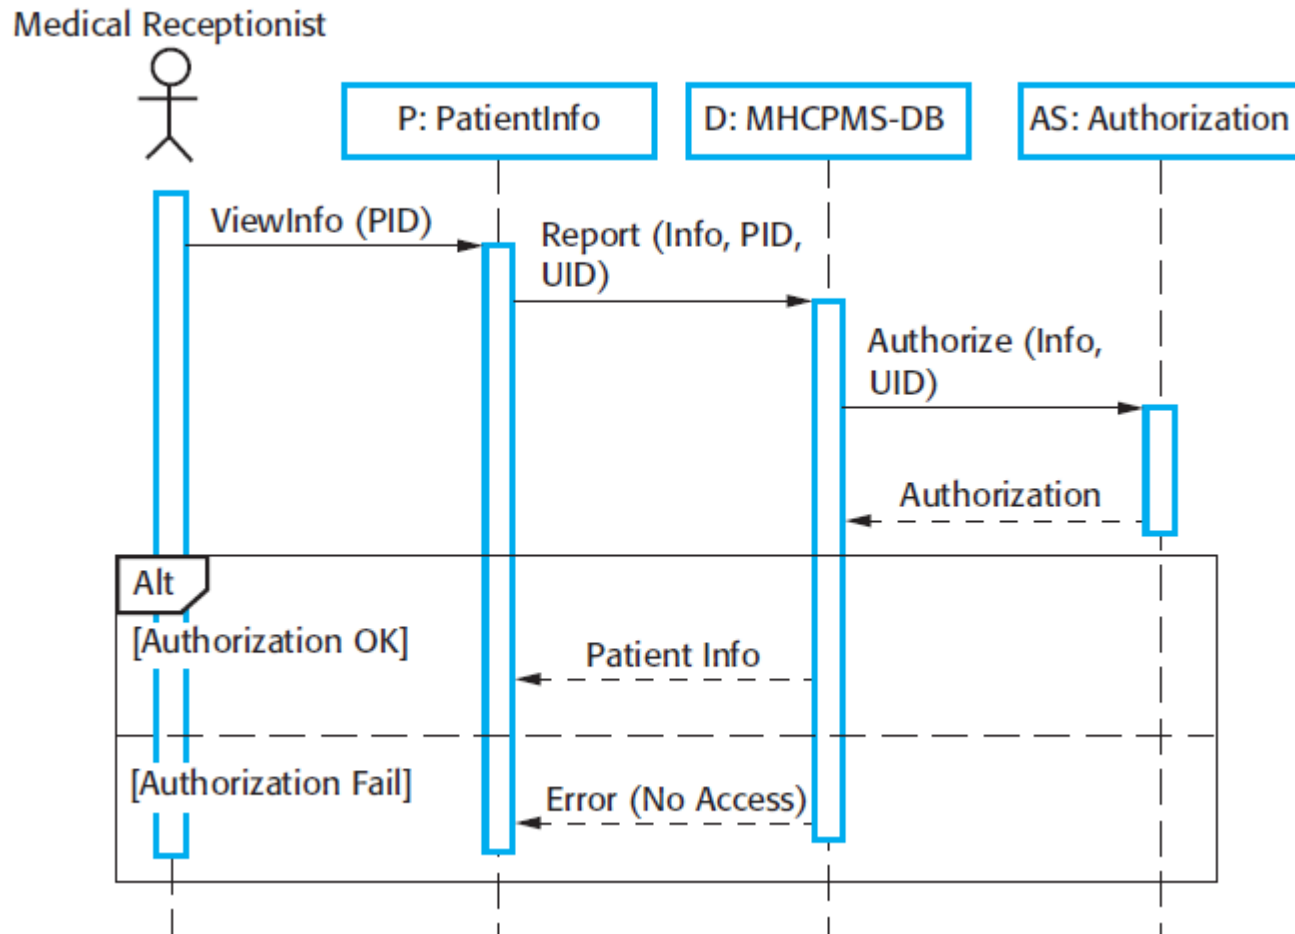 Medical Receptionist
P: PatientInfo
D: MHCPMS-DB
AS: Authorization
ViewInfo (PID)
Report (Info, PID,
UID)
Authorize (Info,
UID)
Authorization
Alt
[Authorization OK]
Patient Info
[Authorization Fail]
Error (No Access)